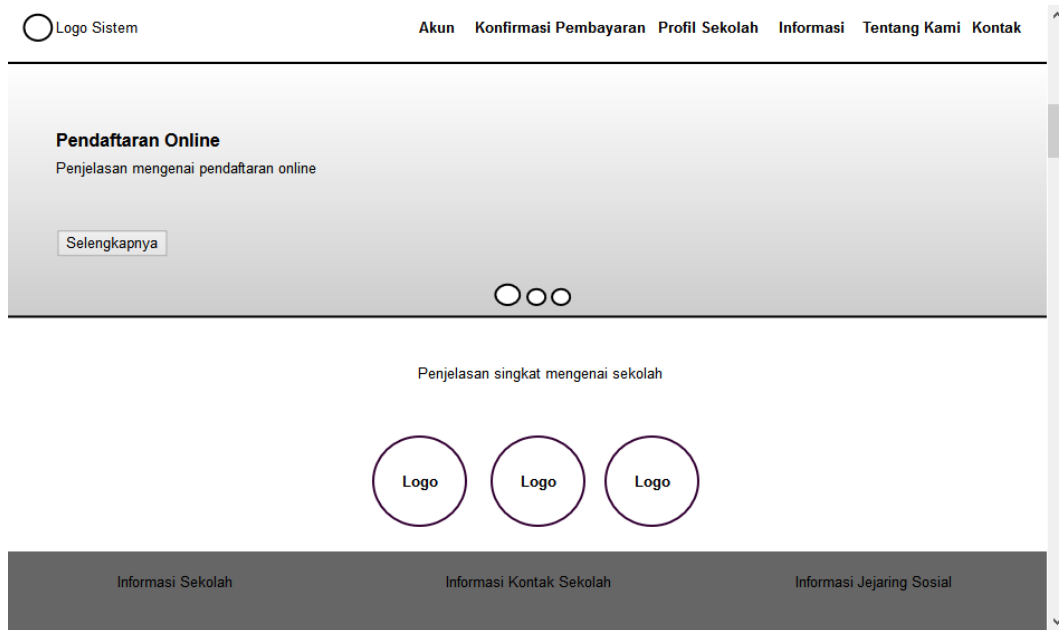 Logo Sistem Akun Konfirmasi Pembayaran Profil Sekolah Informasi Tentang Kami Kontak
Pendaftaran Online
Penjelasan mengenai pendaftaran online
Selengkapnya
Penjelasan singkat mengenai sekolah
Logo Logo Logo
Informasi Sekolah Informasi Kontak Sekolah Informasi Jejaring Sosial